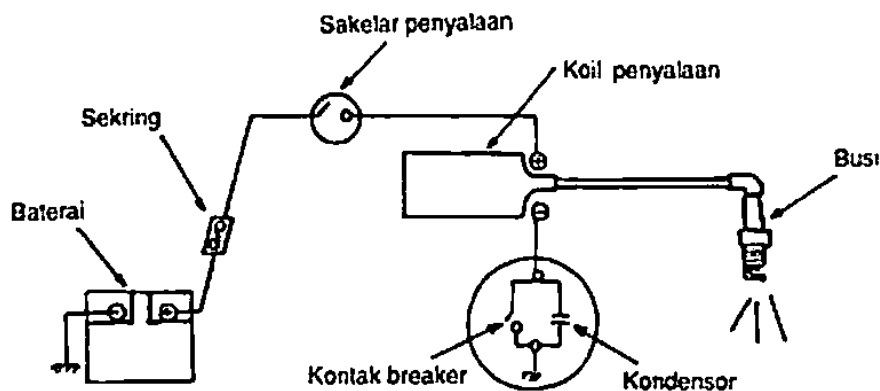 Sakelar penyalaan
Koil penyalaan
Sekring
Busi
Baterai
Kontak breaker
Kondensor